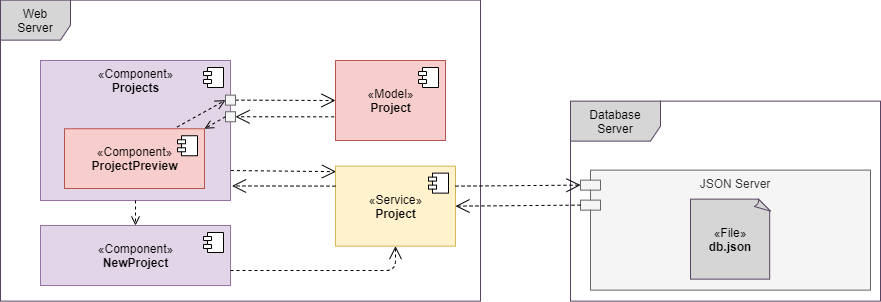 Web
Server
«Component»
Projects
«Model»
Project
«Component»
ProjectPreview
«Service»
Project
«Component»
NewProject
Database
Server
JSON Server
«File»
db.json